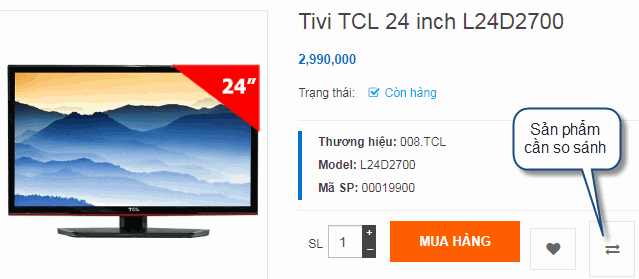 Tivi TCL 24 inch L24D2700
24"
2,990,000
Trạng thái: Còn hàng
Thương hiệu: 008.TCL
Model: L24D2700
Mã SP: 00019900
Sản phẩm
cần so sánh
TCL
SL 1 + − MUA HÀNG